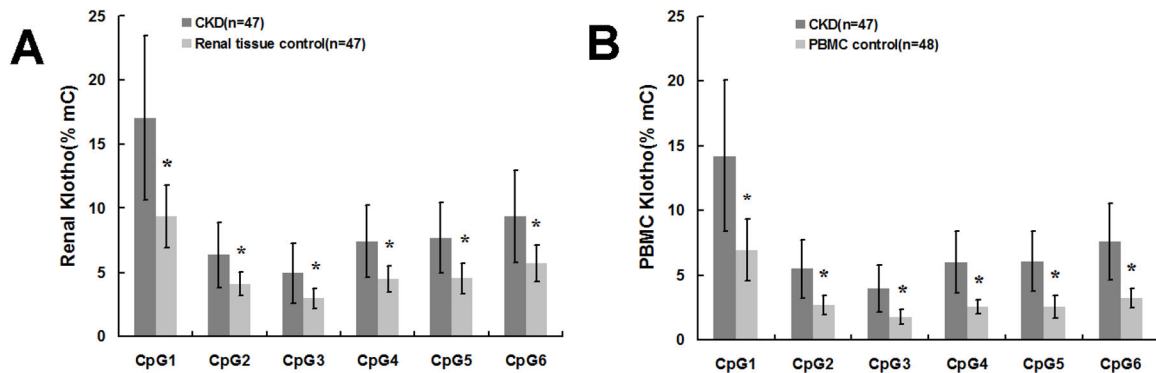 A
Renal Klotho(% mC)
25
20
15
10
5
0
CKD(n=47)
Renal tissue control(n=47)
*
*
*
*
*
*
CpG1 CpG2 CpG3 CpG4 CpG5 CpG6
B
PBMC Klotho(% mC)
25
20
15
10
5
0
CKD(n=47)
PBMC control(n=48)
*
*
*
*
*
*
CpG1 CpG2 CpG3 CpG4 CpG5 CpG6